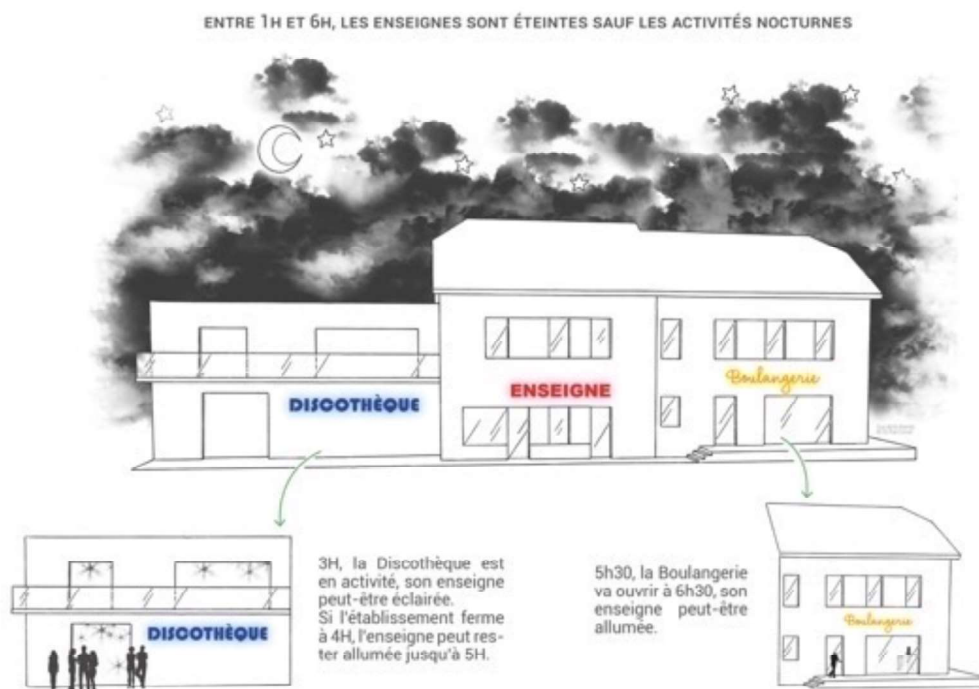 ENTRE 1H ET 6H, LES ENSEIGNES SONT ÉTEINTES SAUF LES ACTIVITÉS NOCTURNES
DISCOTHÈQUE
ENSEIGNE
Boulangerie
3H, la Discothèque est
en activité, son enseigne
peut-être éclairée.
Si l'établissement ferme
à 4H, l'enseigne peut res-
ter allumée jusqu'à 5H.
5h30, la Boulangerie
va ouvrir à 6h30, son
enseigne peut-être
allumée.
DISCOTHÈQUE
Boulangerie